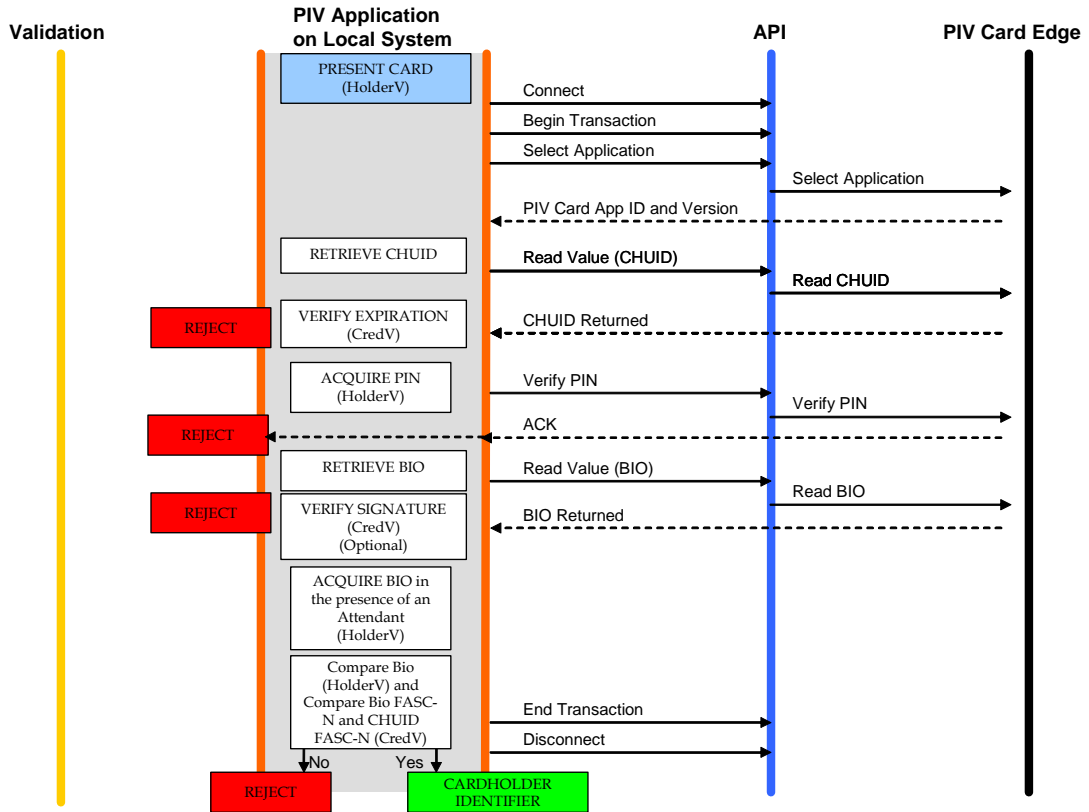 Validation
PIV Application
on Local System
API
PIV Card Edge
PRESENT CARD
(HolderV)
Connect
Begin Transaction
Select Application
Select Application
PIV Card App ID and Version
RETRIEVE CHUID
Read Value (CHUID)
Read CHUID
REJECT
VERIFY EXPIRATION
(CredV)
CHUID Returned
ACQUIRE PIN
(HolderV)
Verify PIN
Verify PIN
REJECT
ACK
RETRIEVE BIO
Read Value (BIO)
Read BIO
REJECT
VERIFY SIGNATURE
(CredV)
(Optional)
BIO Returned
ACQUIRE BIO in
the presence of an
Attendant
(HolderV)
Compare Bio
(HolderV) and
Compare Bio FASC-
N and CHUID
FASC-N (CredV)
End Transaction
Disconnect
No
Yes
REJECT
CARDHOLDER
IDENTIFIER